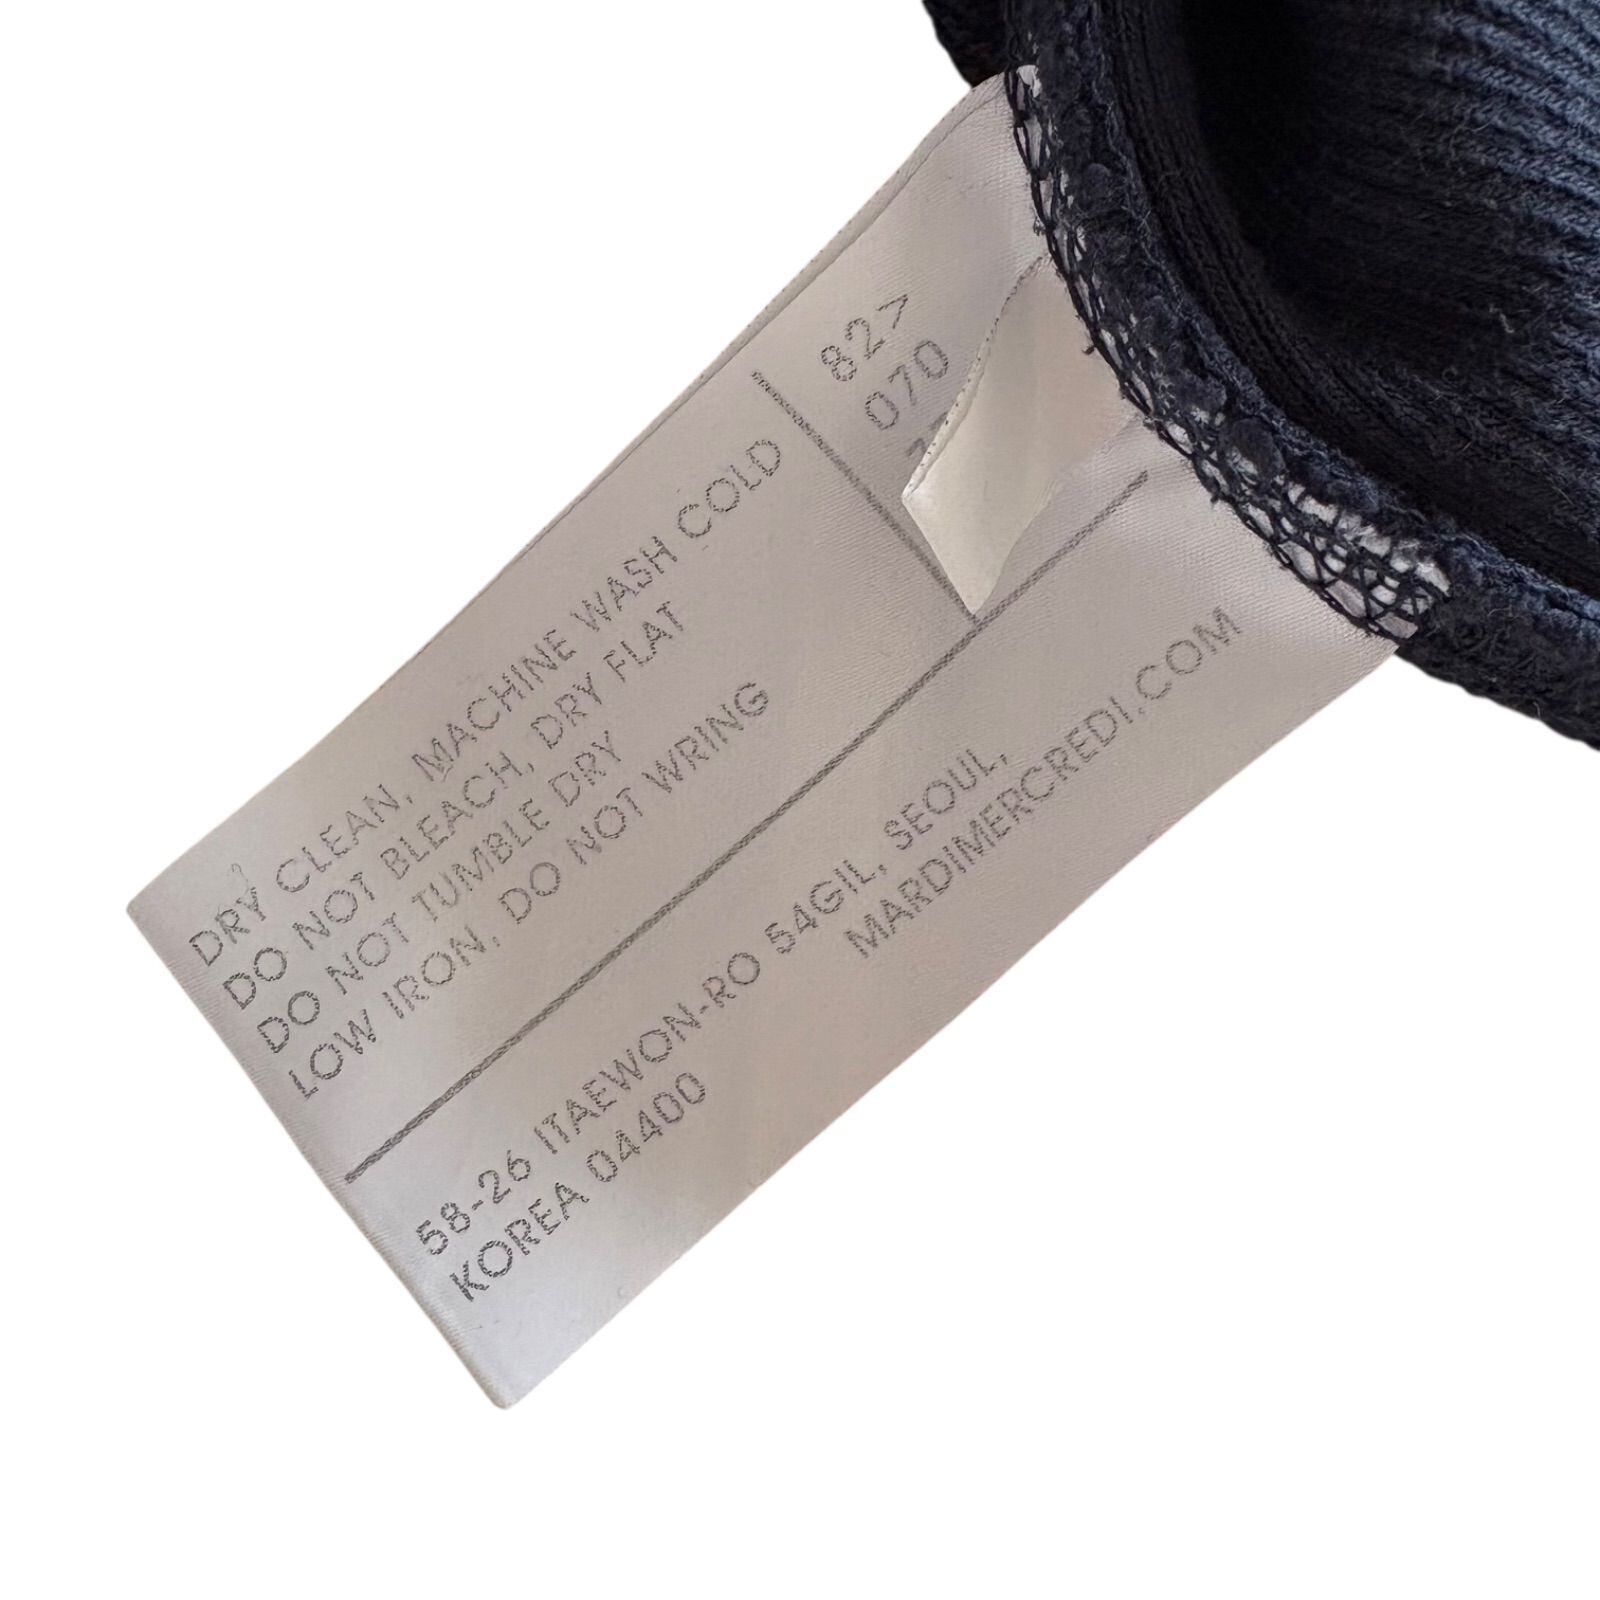 82
070
DRY CLEAN, MACHINE WASH COLD
DO NOT BLEACH, DRY FLAT
DO NOT TUMBLE DRY
LOW IRON, DO NOT WRING
58-26 ITAEWON-RO 54GIL, SEOUL,
KOREA 04400
MARDIMERCREDI.COM